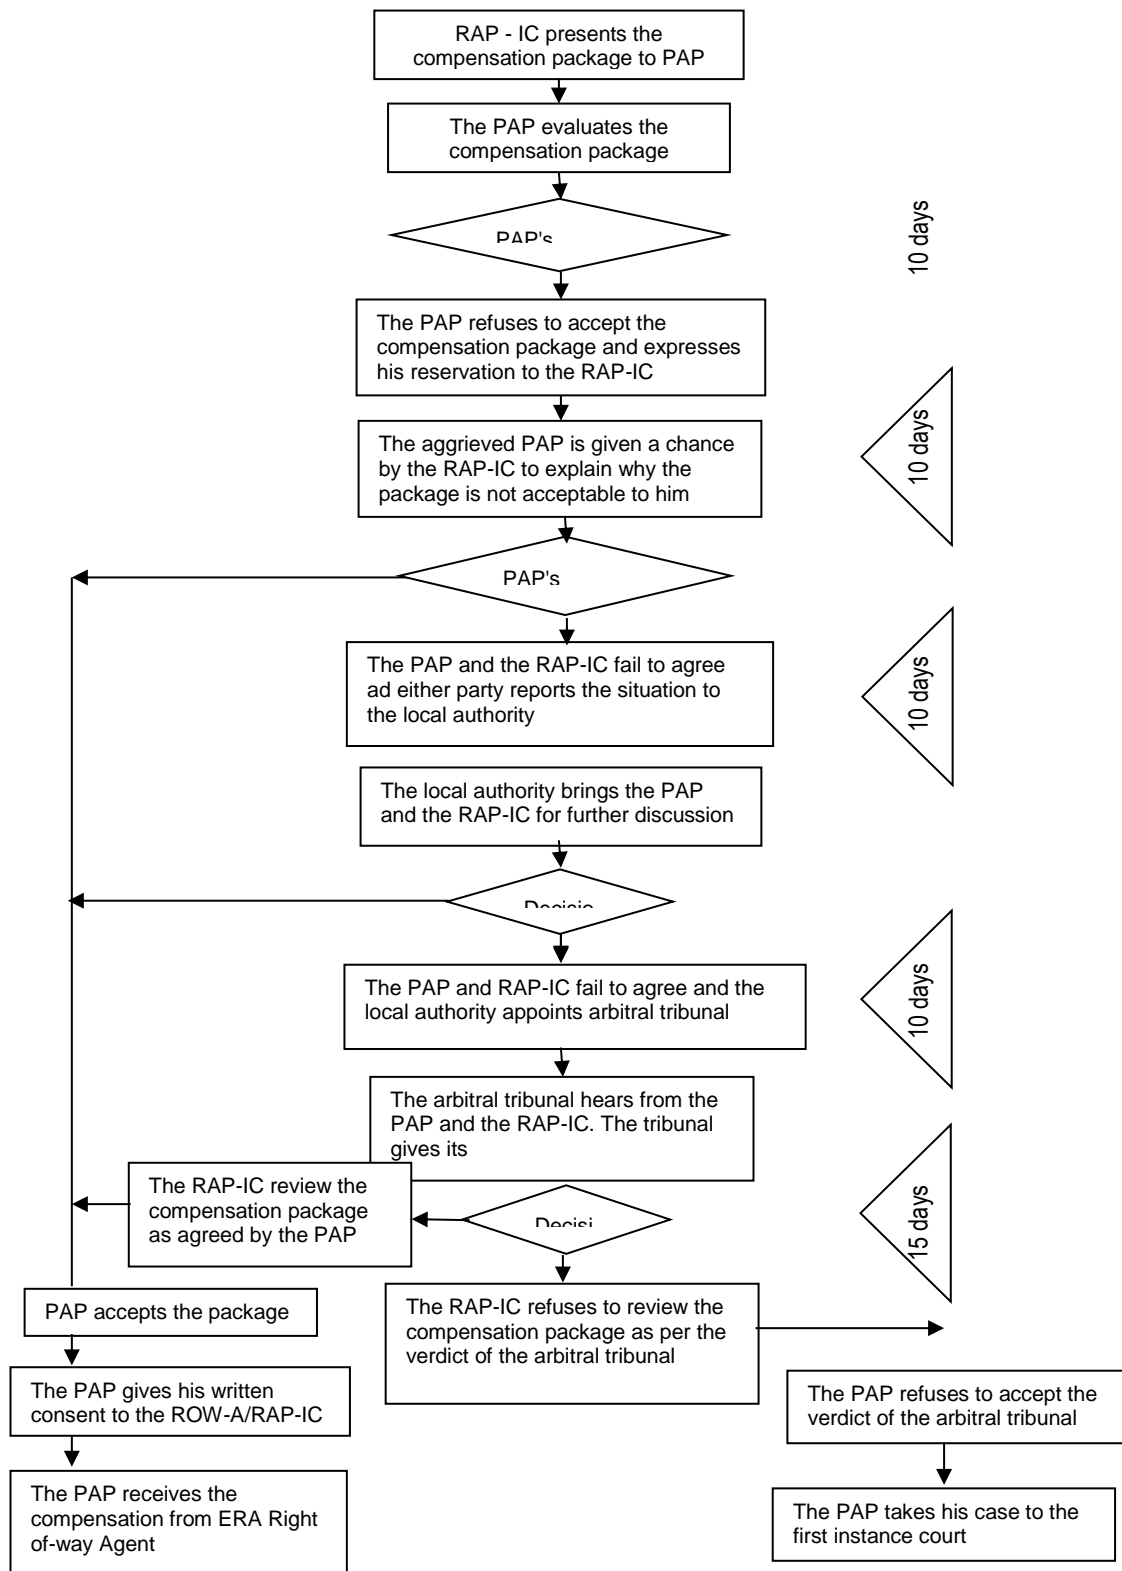 RAP - IC presents the
compensation package to PAP
The PAP evaluates the
compensation package
PAP's
10 days
The PAP refuses to accept the
compensation package and expresses
his reservation to the RAP-IC
The aggrieved PAP is given a chance
by the RAP-IC to explain why the
package is not acceptable to him
10 days
PAP's
The PAP and the RAP-IC fail to agree
ad either party reports the situation to
the local authority
10 days
The local authority brings the PAP
and the RAP-IC for further discussion
Decisio
The PAP and RAP-IC fail to agree and the
local authority appoints arbitral tribunal
10 days
The arbitral tribunal hears from the
PAP and the RAP-IC. The tribunal
gives its
The RAP-IC review the
compensation package
as agreed by the PAP
Decisi
15 days
The RAP-IC refuses to review the
compensation package as per the
verdict of the arbitral tribunal
PAP accepts the package
The PAP gives his written
consent to the ROW-A/RAP-IC
The PAP refuses to accept the
verdict of the arbitral tribunal
The PAP receives the
compensation from ERA Right
of-way Agent
The PAP takes his case to the
first instance court